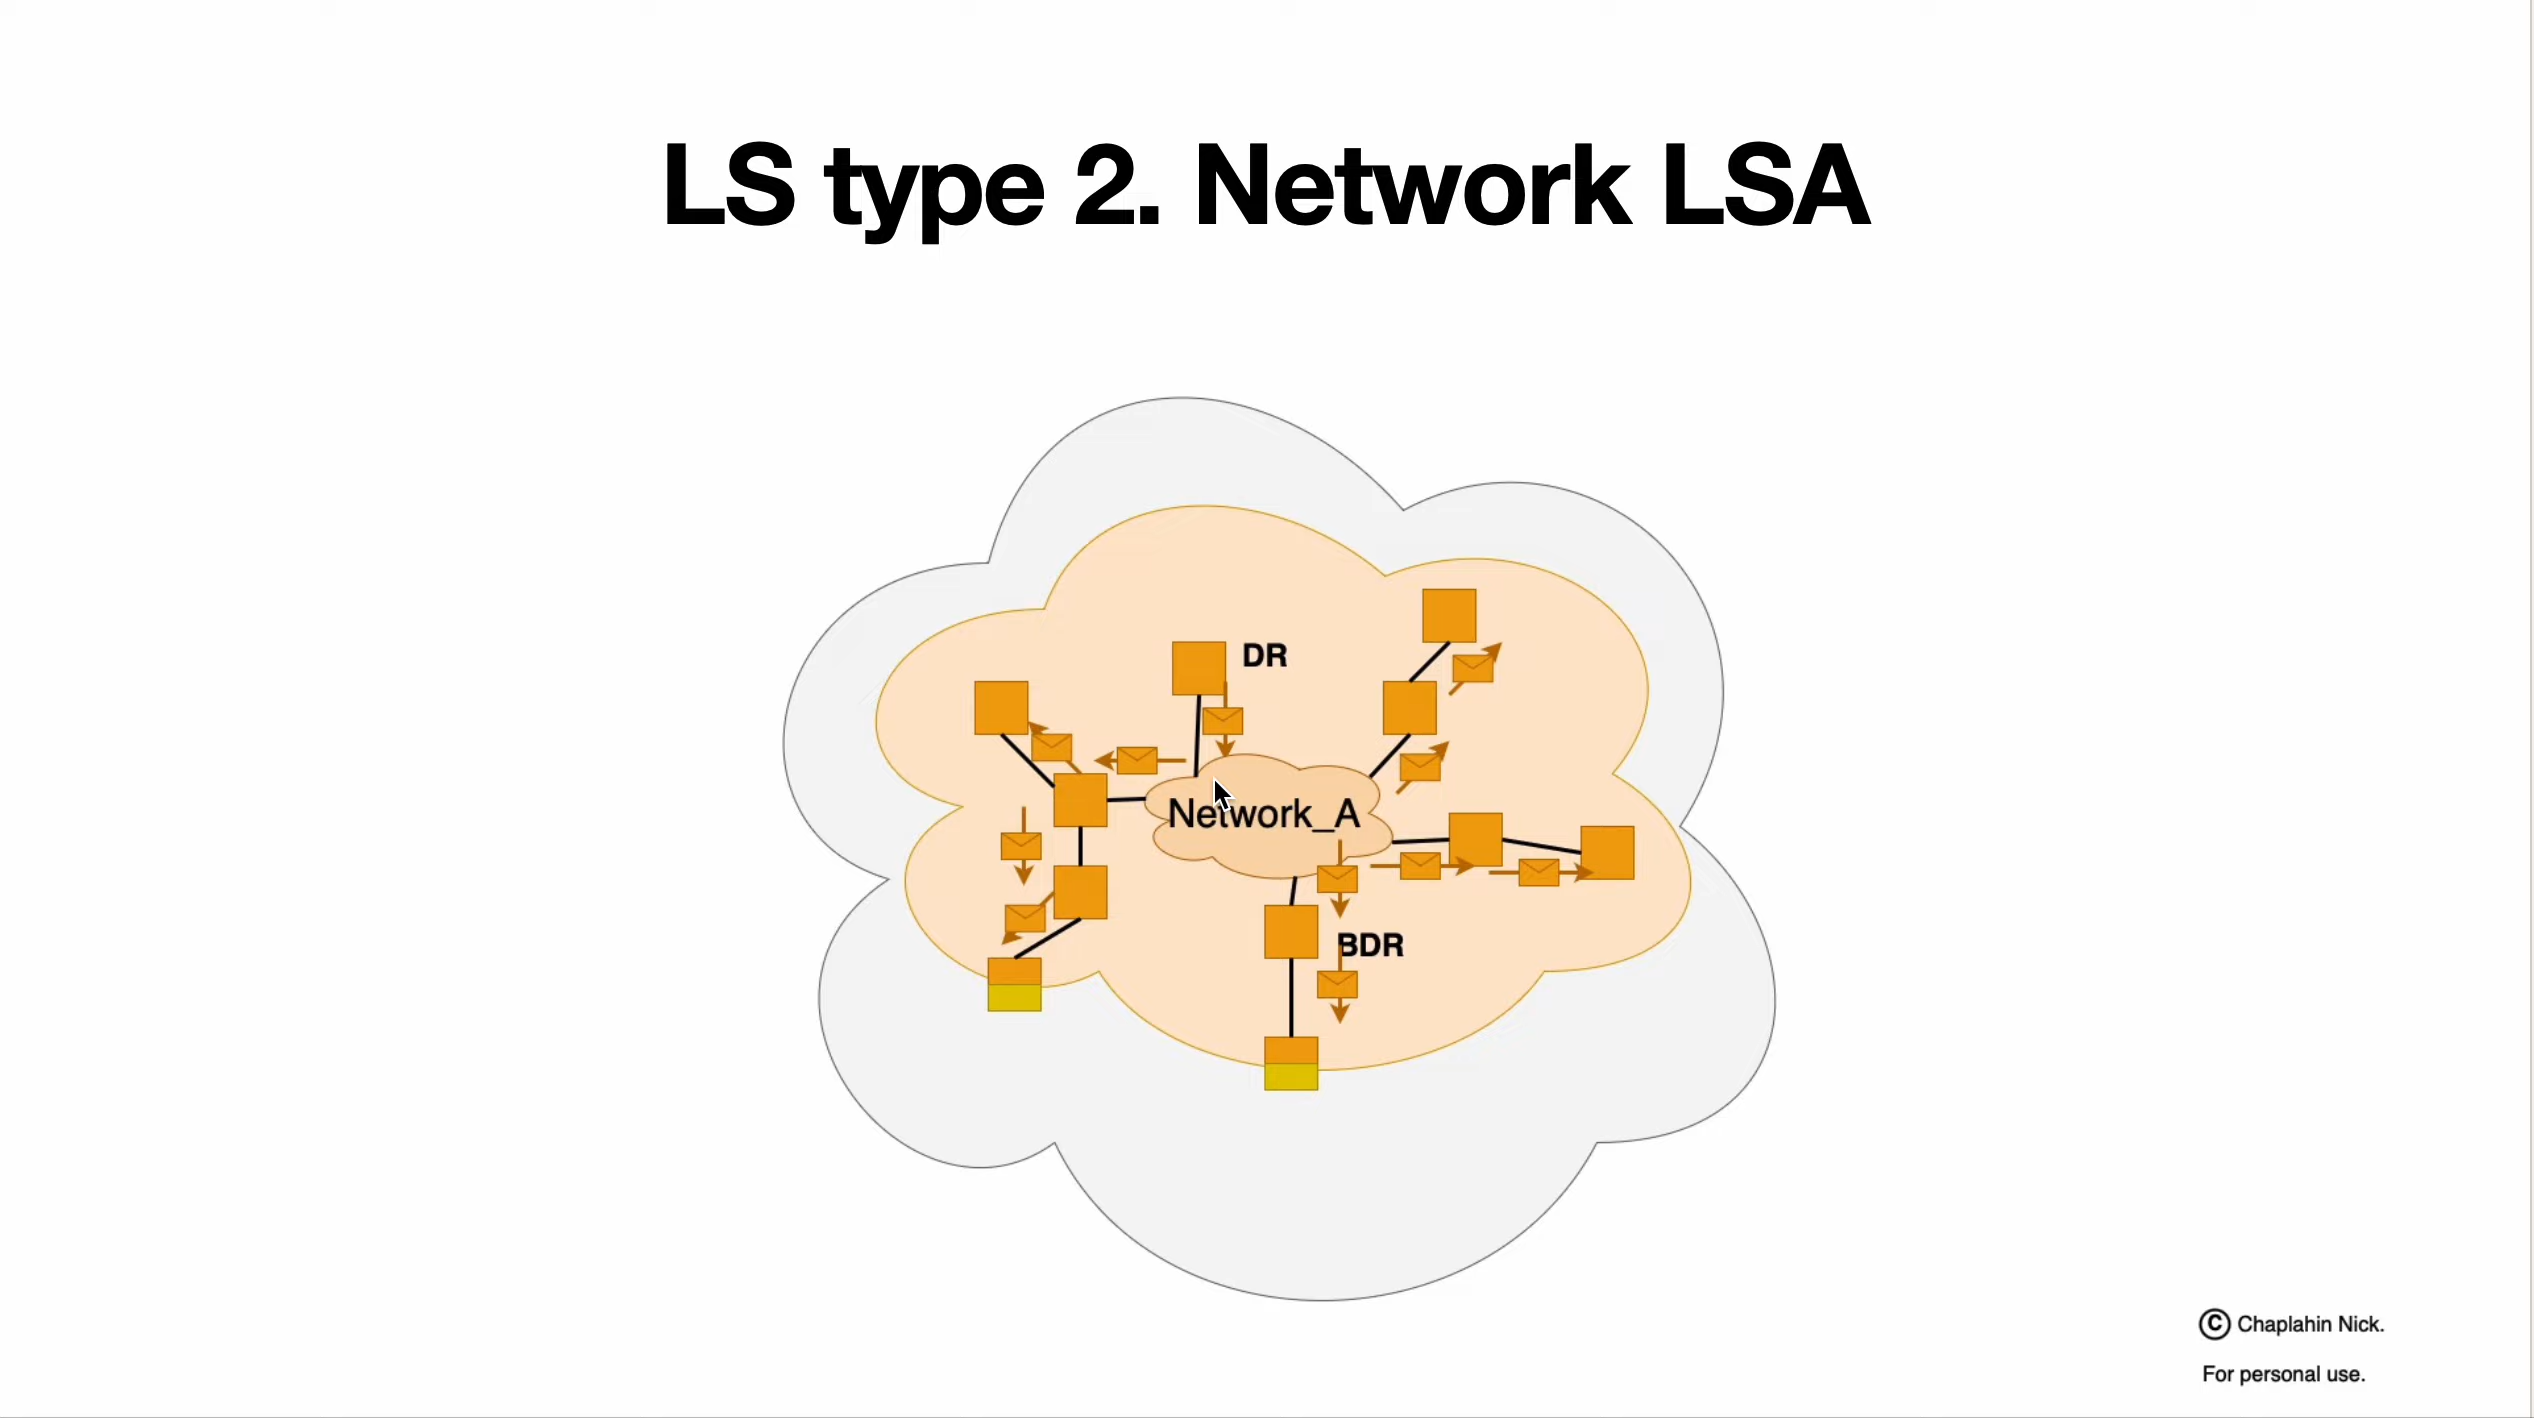 LS type 2. Network LSA
DR
Network_A
BDR
© Chaplahin Nick.
For personal use.